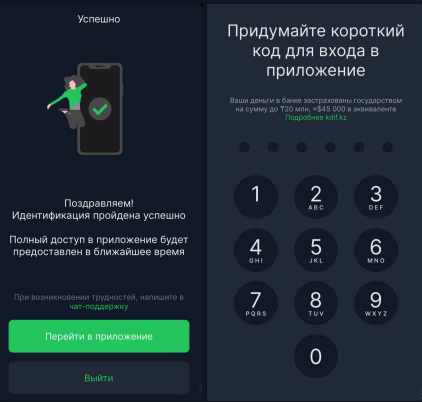 Успешно
Поздравляем!
Идентификация пройдена успешно
Полный доступ в приложение будет
предоставлен в ближайшее время
При возникновении трудностей, напишите в
чат-поддержку
Перейти в приложение
Выйти
Придумайте короткий
код для входа в
приложение
Ваши деньги в банке застрахованы государством
на сумму до ₸20 млн, ≈$45 000 в эквиваленте
Подробнее kdif.kz
1
2
ABC
3
DEF
4
GHI
5
JKL
6
MNO
7
PQRS
8
TUV
9
WXYZ
0